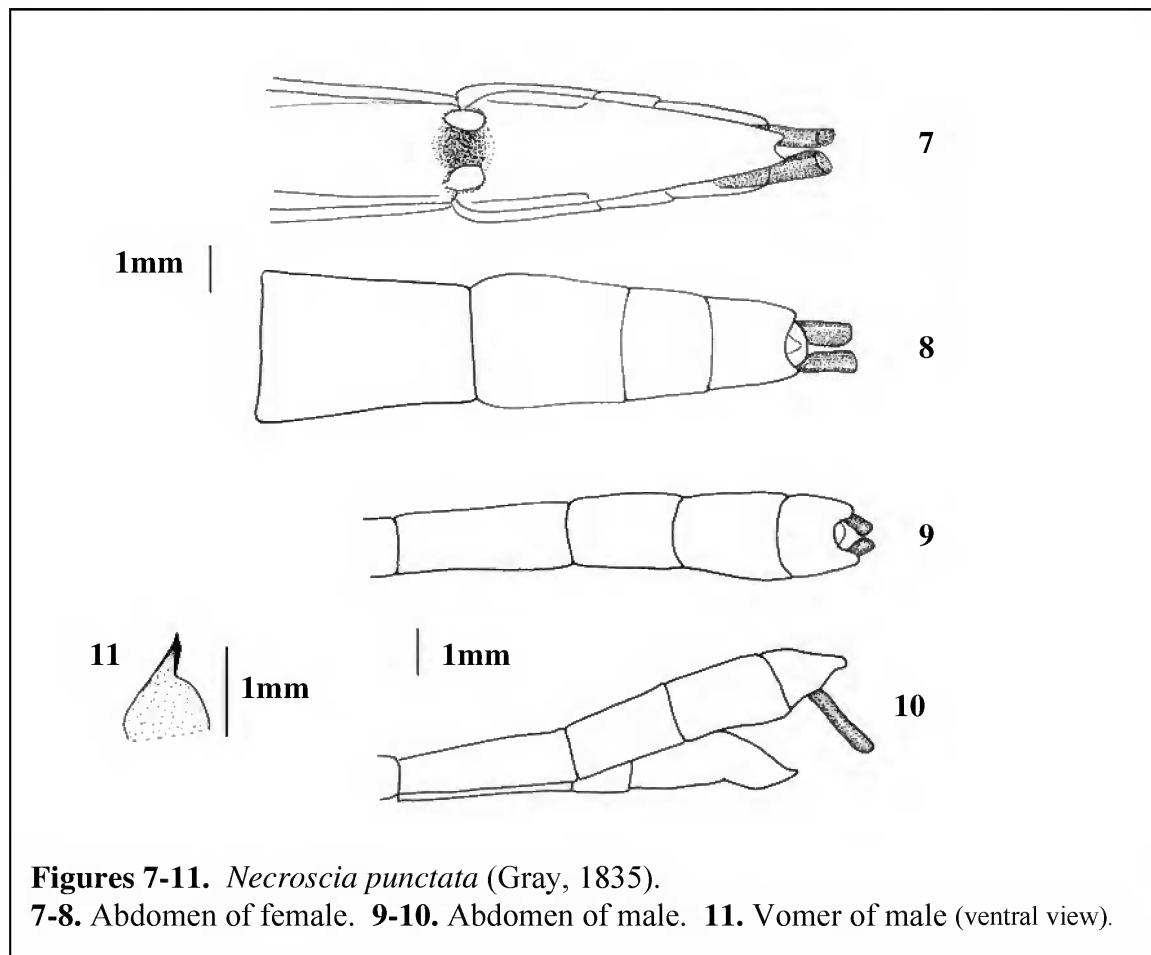 7
1mm
8
9
11
1mm
1mm
10
Figures 7-11. Necroscia punctata (Gray, 1835).
7-8. Abdomen of female. 9-10. Abdomen of male. 11. Vomer of male (ventral view).